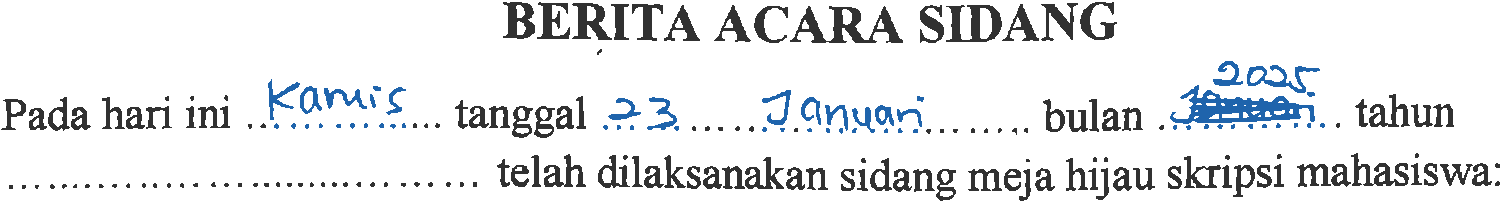 BERITA ACARA SIDANG
Pada hari ini ..Kamis.. tanggal 23 ...... Januari ........ bulan . 2025 .. tahun
.................................. telah dilaksanakan sidang meja hijau skripsi mahasiswa: